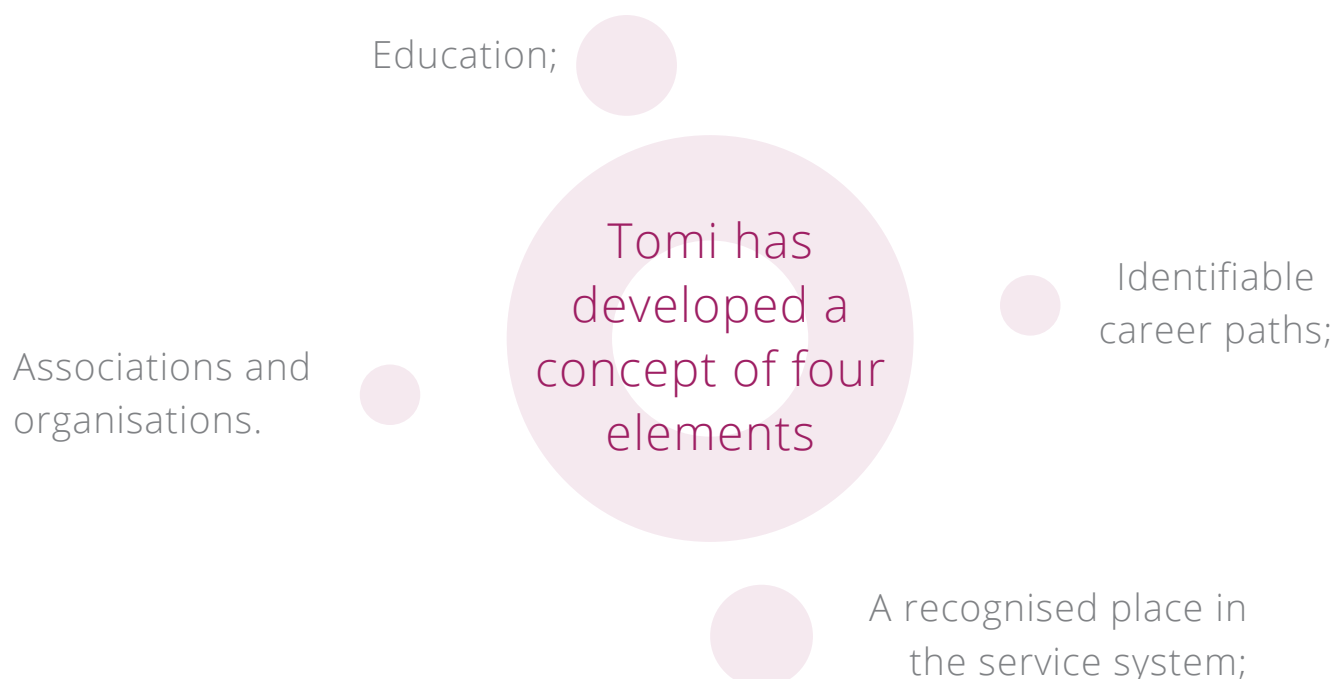 Education;
Tomi has
developed a
concept of four
elements
Identifiable
career paths;
A recognised place in
the service system;
Associations and
organisations.